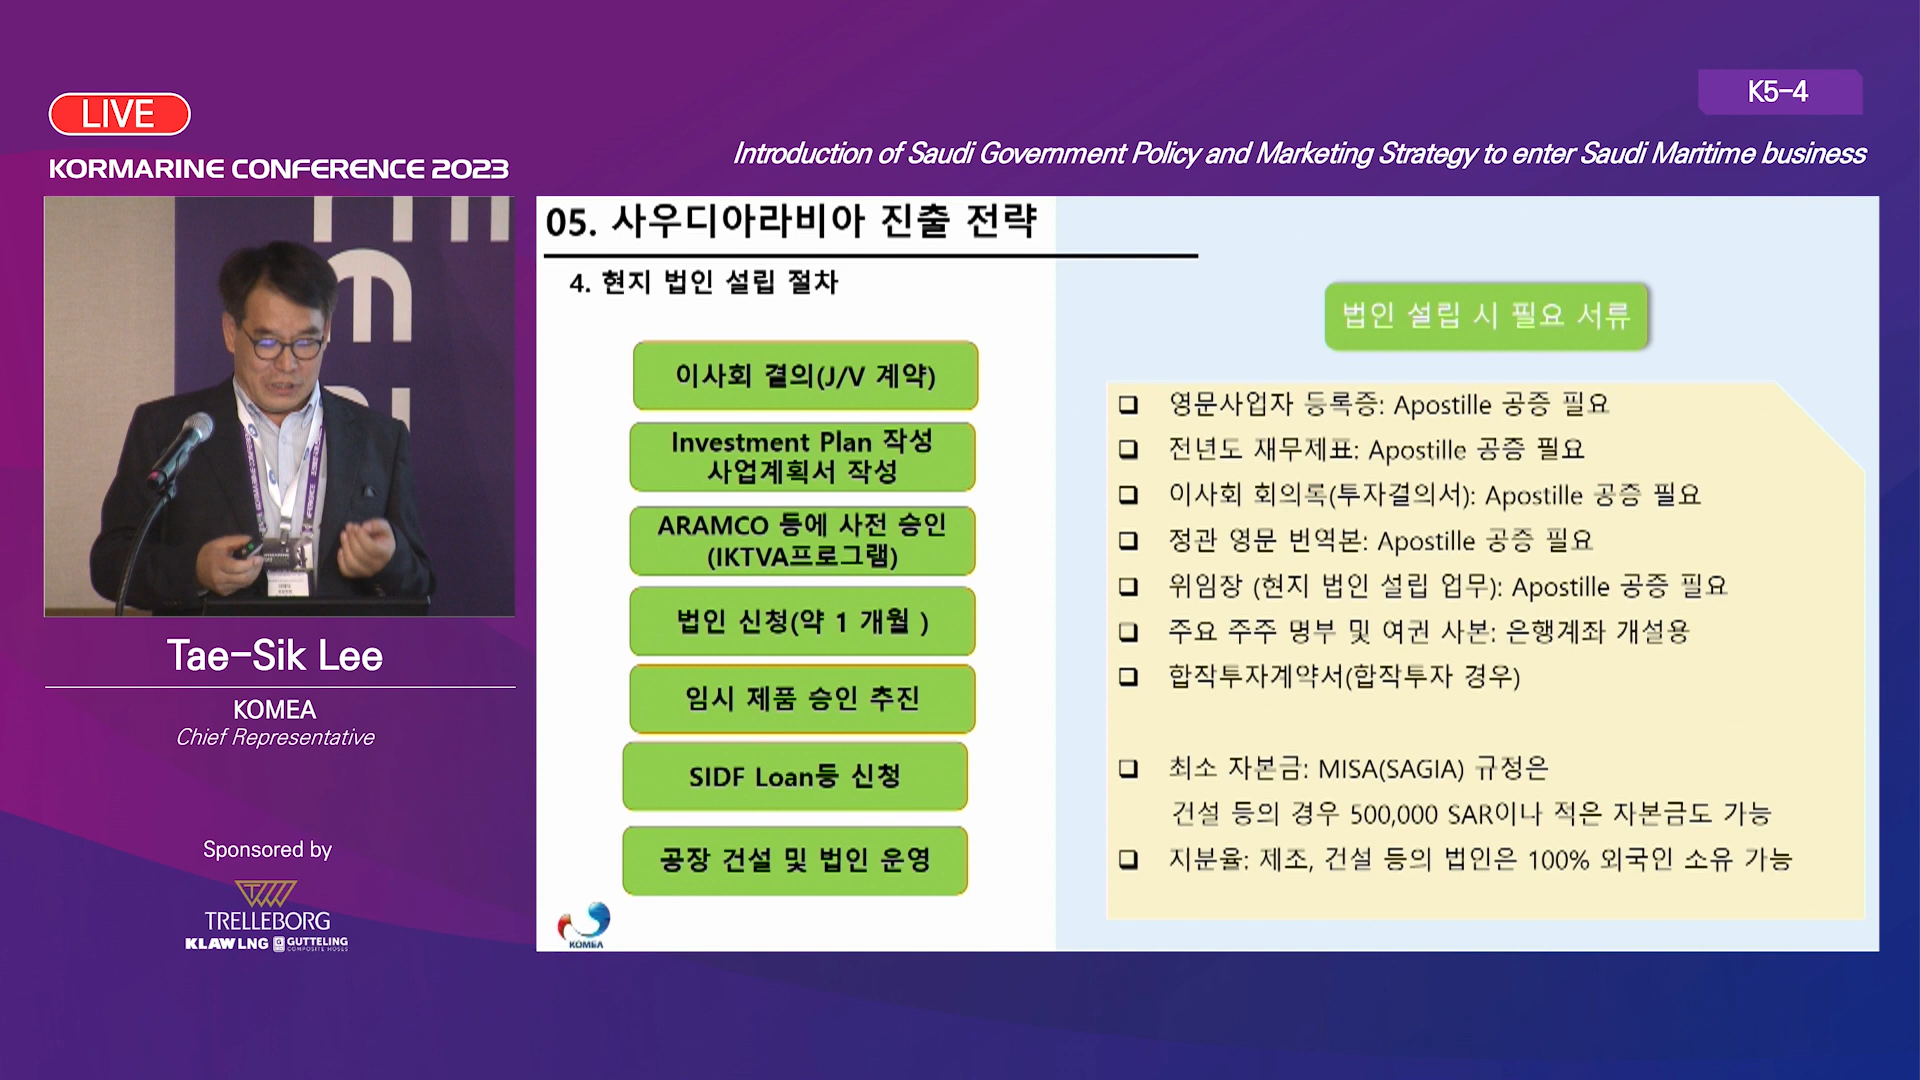 LIVE
KORMARINE CONFERENCE 2023
K5-4
Introduction of Saudi Government Policy and Marketing Strategy to enter Saudi Maritime business
Tae-Sik Lee
KOMEA
Chief Representative
Sponsored by
TRELLEBORG
KLAW LNG GUTTELING
COMPOSITE HOSES
05. 사우디아라비아 진출 전략
4. 현지 법인 설립 절차
이사회 결의(J/V 계약)
Investment Plan 작성
사업계획서 작성
ARAMCO 등에 사전 승인
(IKTVA프로그램)
법인 신청(약 1 개월 )
임시 제품 승인 추진
SIDF Loan등 신청
공장 건설 및 법인 운영
KOMEA
법인 설립 시 필요 서류
영문사업자 등록증: Apostille 공증 필요
전년도 재무제표: Apostille 공증 필요
이사회 회의록(투자결의서): Apostille 공증 필요
정관 영문 번역본: Apostille 공증 필요
위임장 (현지 법인 설립 업무): Apostille 공증 필요
주요 주주 명부 및 여권 사본: 은행계좌 개설용
합작투자계약서(합작투자 경우)
최소 자본금: MISA(SAGIA) 규정은
건설 등의 경우 500,000 SAR이나 적은 자본금도 가능
지분율: 제조, 건설 등의 법인은 100% 외국인 소유 가능